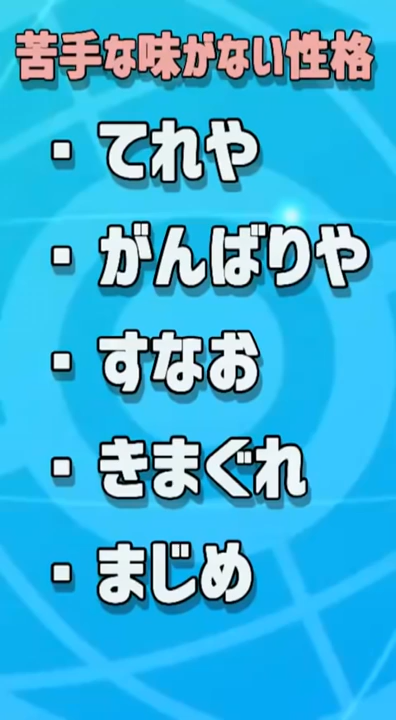 苦手な味がない性格
・てれや
・がんばりや
・すなお
・きまぐれ
・まじめ